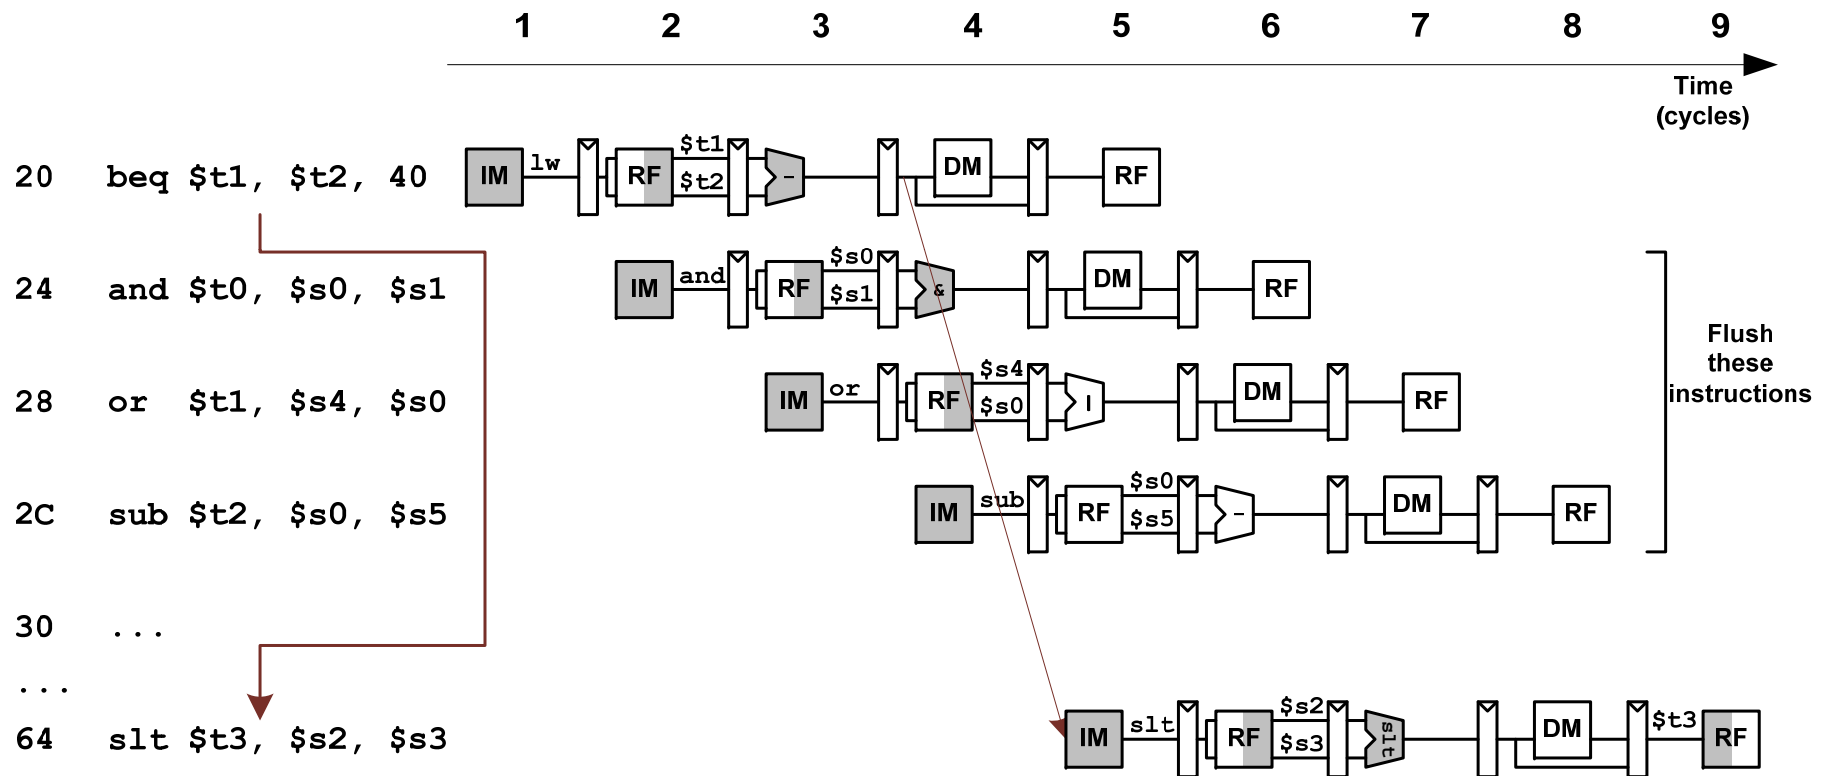 1 2 3 4 5 6 7 8 9
Time
(cycles)
20 beq $t1, $t2, 40 IM lw RF $t1 $t2 - DM RF
24 and $t0, $s0, $s1 IM and RF $s0 $s1 & DM RF
28 or $t1, $s4, $s0 IM or RF $s4 $s0 | DM RF
2C sub $t2, $s0, $s5 IM sub RF $s0 $s5 - DM RF
Flush
these
instructions
30 ...
...
64 slt $t3, $s2, $s3 IM slt RF $s2 $s3 slt DM $t3 RF